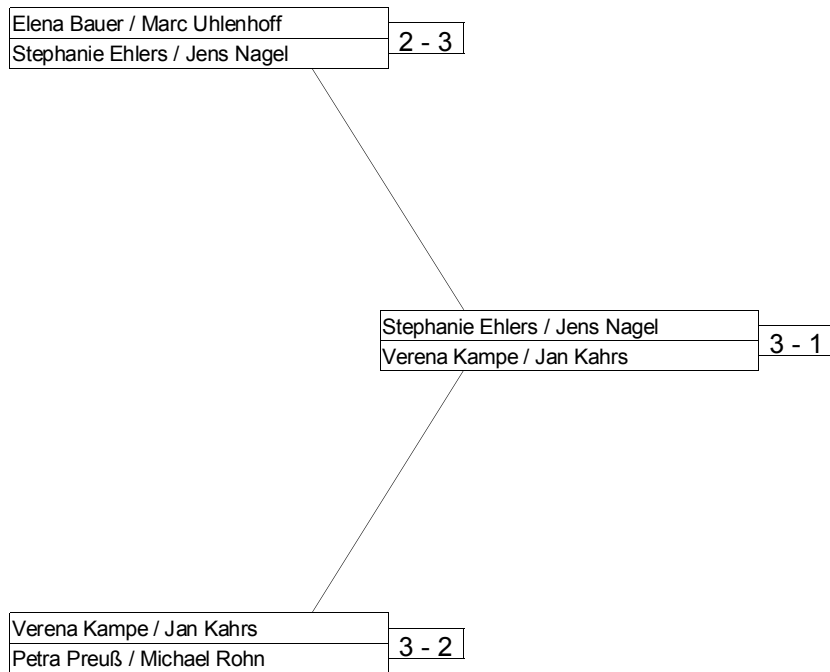 Elena Bauer / Marc Uhlenhoff
Stephanie Ehlers / Jens Nagel
2 - 3
Stephanie Ehlers / Jens Nagel
Verena Kampe / Jan Kahrs
3 - 1
Verena Kampe / Jan Kahrs
Petra Preuß / Michael Rohn
3 - 2